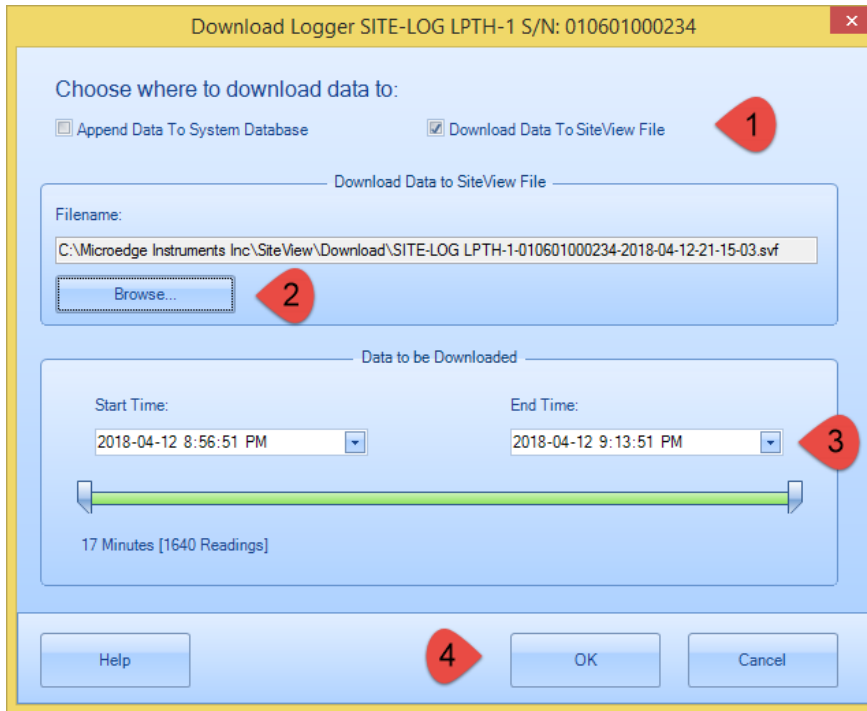 Download Logger SITE-LOG LPTH-1 S/N: 010601000234
Choose where to download data to:
Append Data To System Database
Download Data To SiteView File
1
Download Data to SiteView File
Filename:
C:\Microedge Instruments Inc\SiteView\Download\SITE-LOG LPTH-1-010601000234-2018-04-12-21-15-03.svf
Browse...
2
Data to be Downloaded
Start Time:
End Time:
2018-04-12 8:56:51 PM
2018-04-12 9:13:51 PM
3
17 Minutes [1640 Readings]
Help
4
OK
Cancel